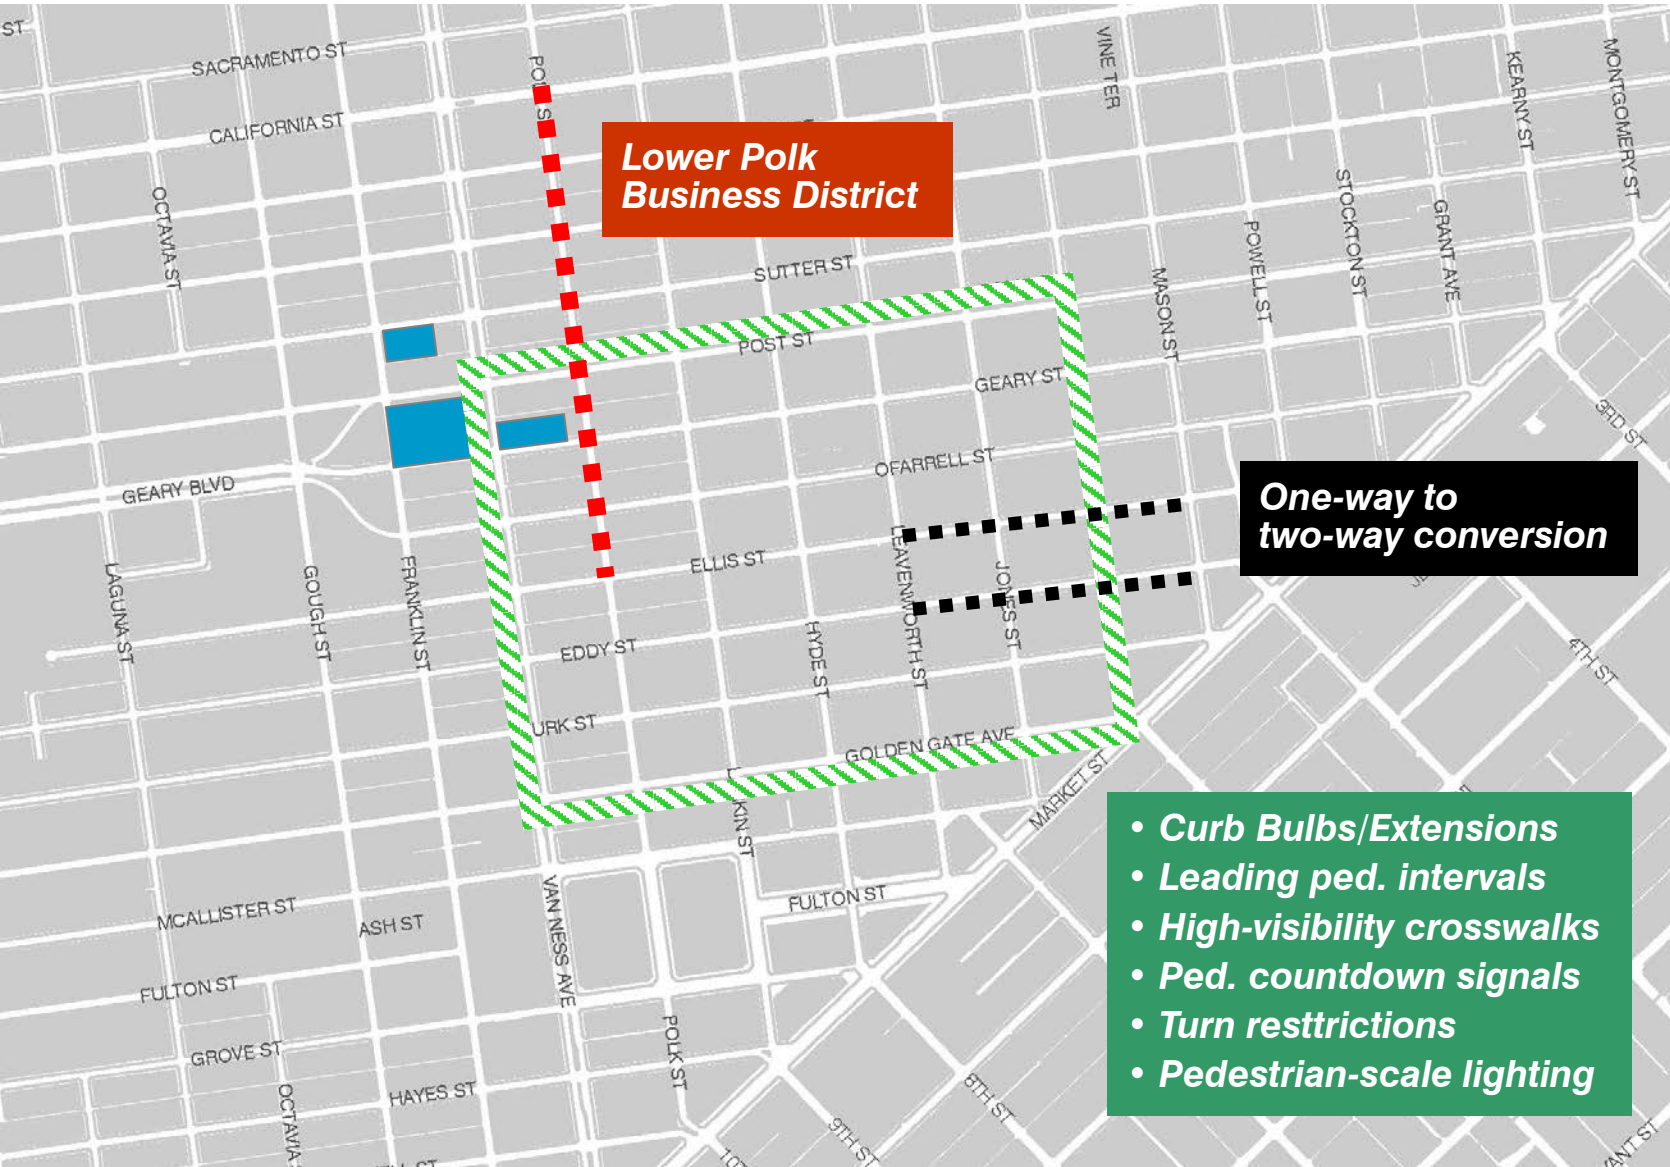 ST
SACRAMENTO ST
CALIFORNIA ST
OCTAVIA ST
VINE TER
KEARNY ST
MONTGOMERY ST
STOCKTON ST
GRANT AVE
POWELL ST
MASON ST
Lower Polk
Business District
SUTTER ST
POST ST
GEARY ST
OFARRELL ST
3RD ST
GEARY BLVD
One-way to
two-way conversion
ELLIS ST
LAGUNA ST
GOUGH ST
FRANKLIN ST
LEAVENWORTH ST
JONES ST
HYDE ST
EDDY ST
4TH ST
URK ST
GOLDEN GATE AVE
MARKET ST
KIN ST
VAN NESS AVE
MCALLISTER ST
ASH ST
FULTON ST
FULTON ST
GROVE ST
HAYES ST
OCTAVIA
POLK ST
8TH ST
9TH ST
• Curb Bulbs/Extensions
• Leading ped. intervals
• High-visibility crosswalks
• Ped. countdown signals
• Turn resttrictions
• Pedestrian-scale lighting